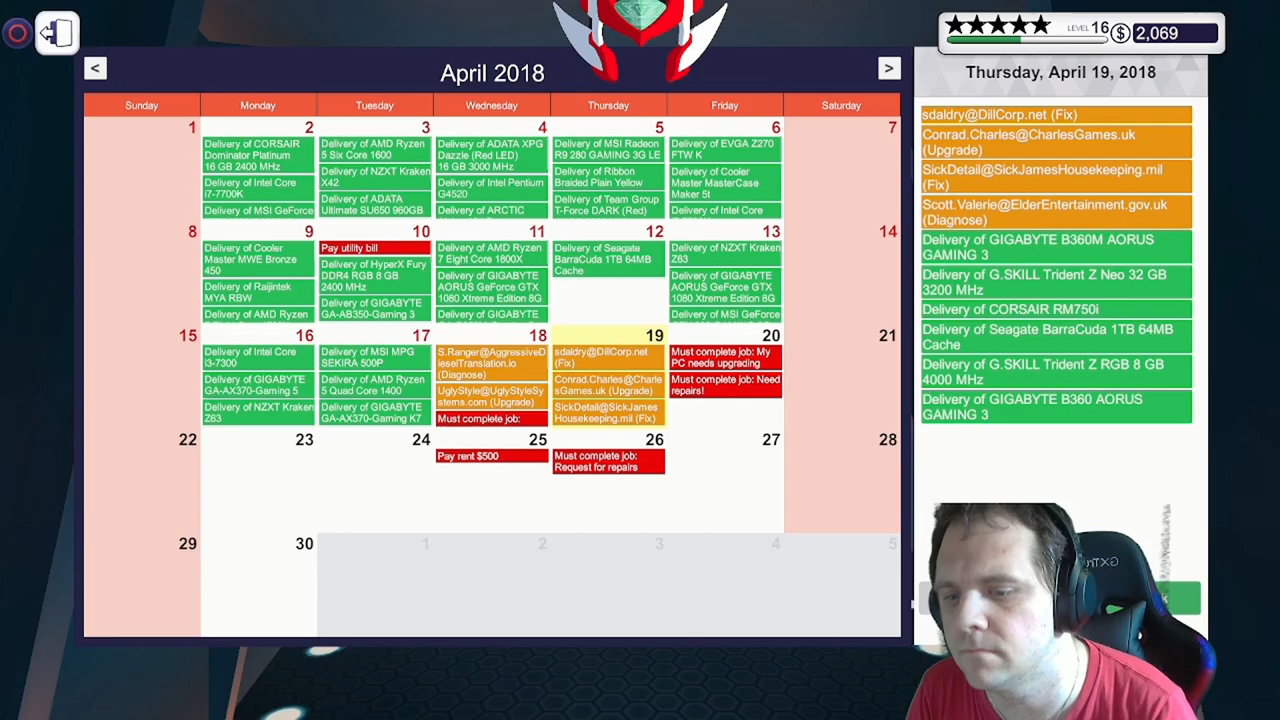 LEVEL 16 $ 2,069
< April 2018 >
Thursday, April 19, 2018
Sunday Monday Tuesday Wednesday Thursday Friday Saturday
1 2 3 4 5 6 7
Delivery of CORSAIR
Dominator Platinum
16 GB 2400 MHz
Delivery of Intel Core
i7-7700K
Delivery of MSI GeForce
Delivery of AMD Ryzen
5 Six Core 1600
Delivery of NZXT Kraken
X42
Delivery of ADATA
Ultimate SU650 960GB
Delivery of ADATA XPG
Dazzle (Red LED)
16 GB 3000 MHz
Delivery of Intel Pentium
G4520
Delivery of ARCTIC
Delivery of MSI Radeon
R9 280 GAMING 3G LE
Delivery of Ribbon
Braided Plain Yellow
Delivery of Team Group
T-Force DARK (Red)
Delivery of EVGA Z270
FTW K
Delivery of Cooler
Master MasterCase
Maker 5t
Delivery of Intel Core
8 9 10 11 12 13 14
Delivery of Cooler
Master MWE Bronze
450
Delivery of Raijintek
MYA RBW
Delivery of AMD Ryzen
Pay utility bill
Delivery of HyperX Fury
DDR4 RGB 8 GB
2400 MHz
Delivery of GIGABYTE
GA-AB350-Gaming 3
Delivery of AMD Ryzen
7 Eight Core 1800X
Delivery of GIGABYTE
AORUS GeForce GTX
1080 Xtreme Edition 8G
Delivery of GIGABYTE
Delivery of Seagate
BarraCuda 1TB 64MB
Cache
Delivery of NZXT Kraken
Z63
Delivery of GIGABYTE
AORUS GeForce GTX
1080 Xtreme Edition 8G
Delivery of MSI GeForce
15 16 17 18 19 20 21
Delivery of Intel Core
i3-7300
Delivery of GIGABYTE
GA-AX370-Gaming 5
Delivery of NZXT Kraken
Z63
Delivery of MSI MPG
SEKIRA 500P
Delivery of AMD Ryzen
5 Quad Core 1400
Delivery of GIGABYTE
GA-AX370-Gaming K7
S.Ranger@AggressiveD
ieselTranslation.io
(Diagnose)
UglyStyle@UglyStyleSy
stems.com (Upgrade)
Must complete job:
sdaldry@DillCorp.net
(Fix)
Conrad.Charles@Charle
sGames.uk (Upgrade)
SickDetail@SickJames
Housekeeping.mil (Fix)
Must complete job: My
PC needs upgrading
Must complete job: Need
repairs!
22 23 24 25 26 27 28
Pay rent $500
Must complete job:
Request for repairs
29 30 1 2 3 4 5
sdaldry@DillCorp.net (Fix)
Conrad.Charles@CharlesGames.uk
(Upgrade)
SickDetail@SickJamesHousekeeping.mil
(Fix)
Scott.Valerie@ElderEntertainment.gov.uk
(Diagnose)
Delivery of GIGABYTE B360M AORUS
GAMING 3
Delivery of G.SKILL Trident Z Neo 32 GB
3200 MHz
Delivery of CORSAIR RM750i
Delivery of Seagate BarraCuda 1TB 64MB
Cache
Delivery of G.SKILL Trident Z RGB 8 GB
4000 MHz
Delivery of GIGABYTE B360 AORUS
GAMING 3